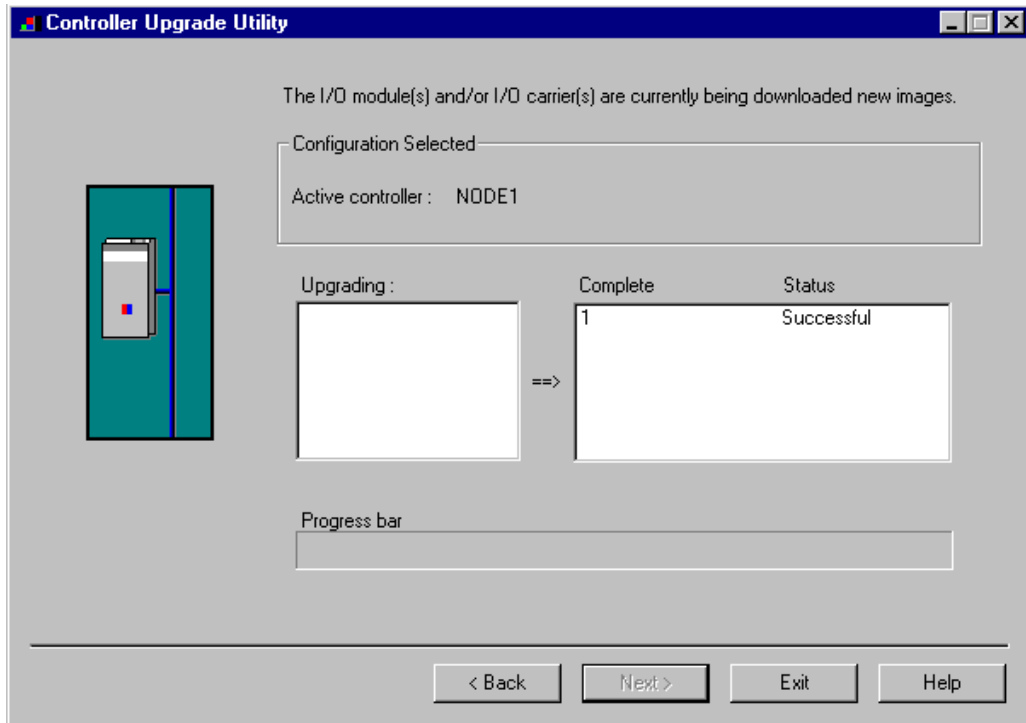 Controller Upgrade Utility
The I/O module(s) and/or I/O carrier(s) are currently being downloaded new images.
Configuration Selected
Active controller : NODE1
Upgrading :
Complete Status
1 Successful
==>
Progress bar
< Back Next > Exit Help